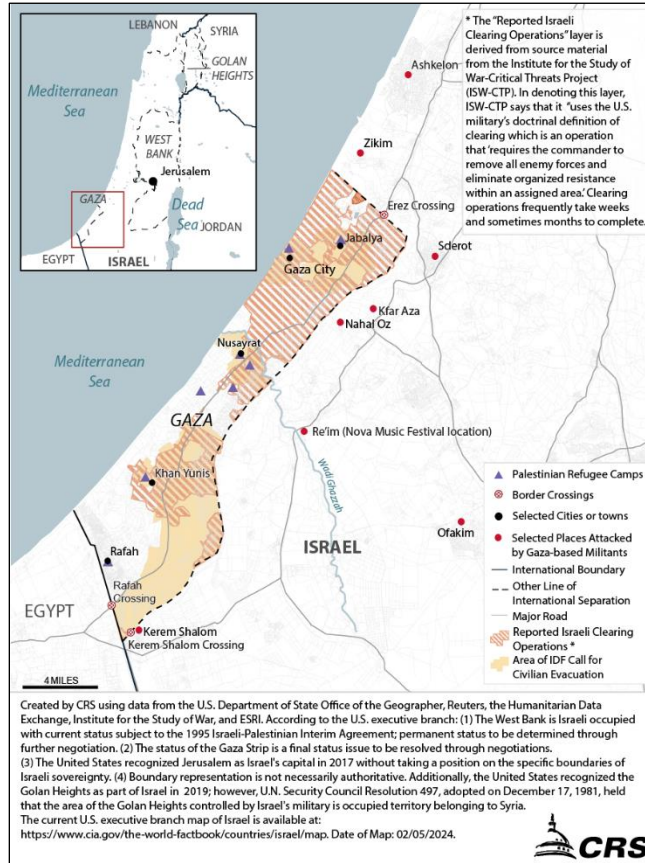 LEBANON
SYRIA
GOLAN
HEIGHTS
Mediterranean
Sea
WEST
BANK
Jerusalem
GAZA
Dead
Sea
JORDAN
EGYPT
ISRAEL
* The “Reported Israeli
Clearing Operations” layer is
derived from source material
from the Institute for the Study of
War-Critical Threats Project
(ISW-CTP). In denoting this layer,
ISW-CTP says that it “uses the U.S.
military’s doctrinal definition of
clearing which is an operation
that ‘requires the commander to
remove all enemy forces and
eliminate organized resistance
within an assigned area.’ Clearing
operations frequently take weeks
and sometimes months to complete.
Ashkelon
Zikim
Erez Crossing
Jabalya
Sderot
Gaza City
Kfar Aza
Nahal Oz
Nusayrat
Mediterranean
Sea
GAZA
Re’im (Nova Music Festival location)
Wadi Ghazzah
Khan Yunis
Ofakim
ISRAEL
Rafah
Rafah
Crossing
EGYPT
Kerem Shalom
Kerem Shalom Crossing
Palestinian Refugee Camps
Border Crossings
Selected Cities or towns
Selected Places Attacked
by Gaza-based Militants
International Boundary
Other Line of
International Separation
Major Road
Reported Israeli Clearing
Operations *
Area of IDF Call for
Civilian Evacuation
4 MILES
Created by CRS using data from the U.S. Department of State Office of the Geographer, Reuters, the Humanitarian Data
Exchange, Institute for the Study of War, and ESRI. According to the U.S. executive branch: (1) The West Bank is Israeli occupied
with current status subject to the 1995 Israeli-Palestinian Interim Agreement; permanent status to be determined through
further negotiation. (2) The status of the Gaza Strip is a final status issue to be resolved through negotiations.
(3) The United States recognized Jerusalem as Israel’s capital in 2017 without taking a position on the specific boundaries of
Israeli sovereignty. (4) Boundary representation is not necessarily authoritative. Additionally, the United States recognized the
Golan Heights as part of Israel in 2019; however, U.N. Security Council Resolution 497, adopted on December 17, 1981, held
that the area of the Golan Heights controlled by Israel’s military is occupied territory belonging to Syria.
The current U.S. executive branch map of Israel is available at:
https://www.cia.gov/the-world-factbook/countries/israel/map. Date of Map: 02/05/2024.
CRS